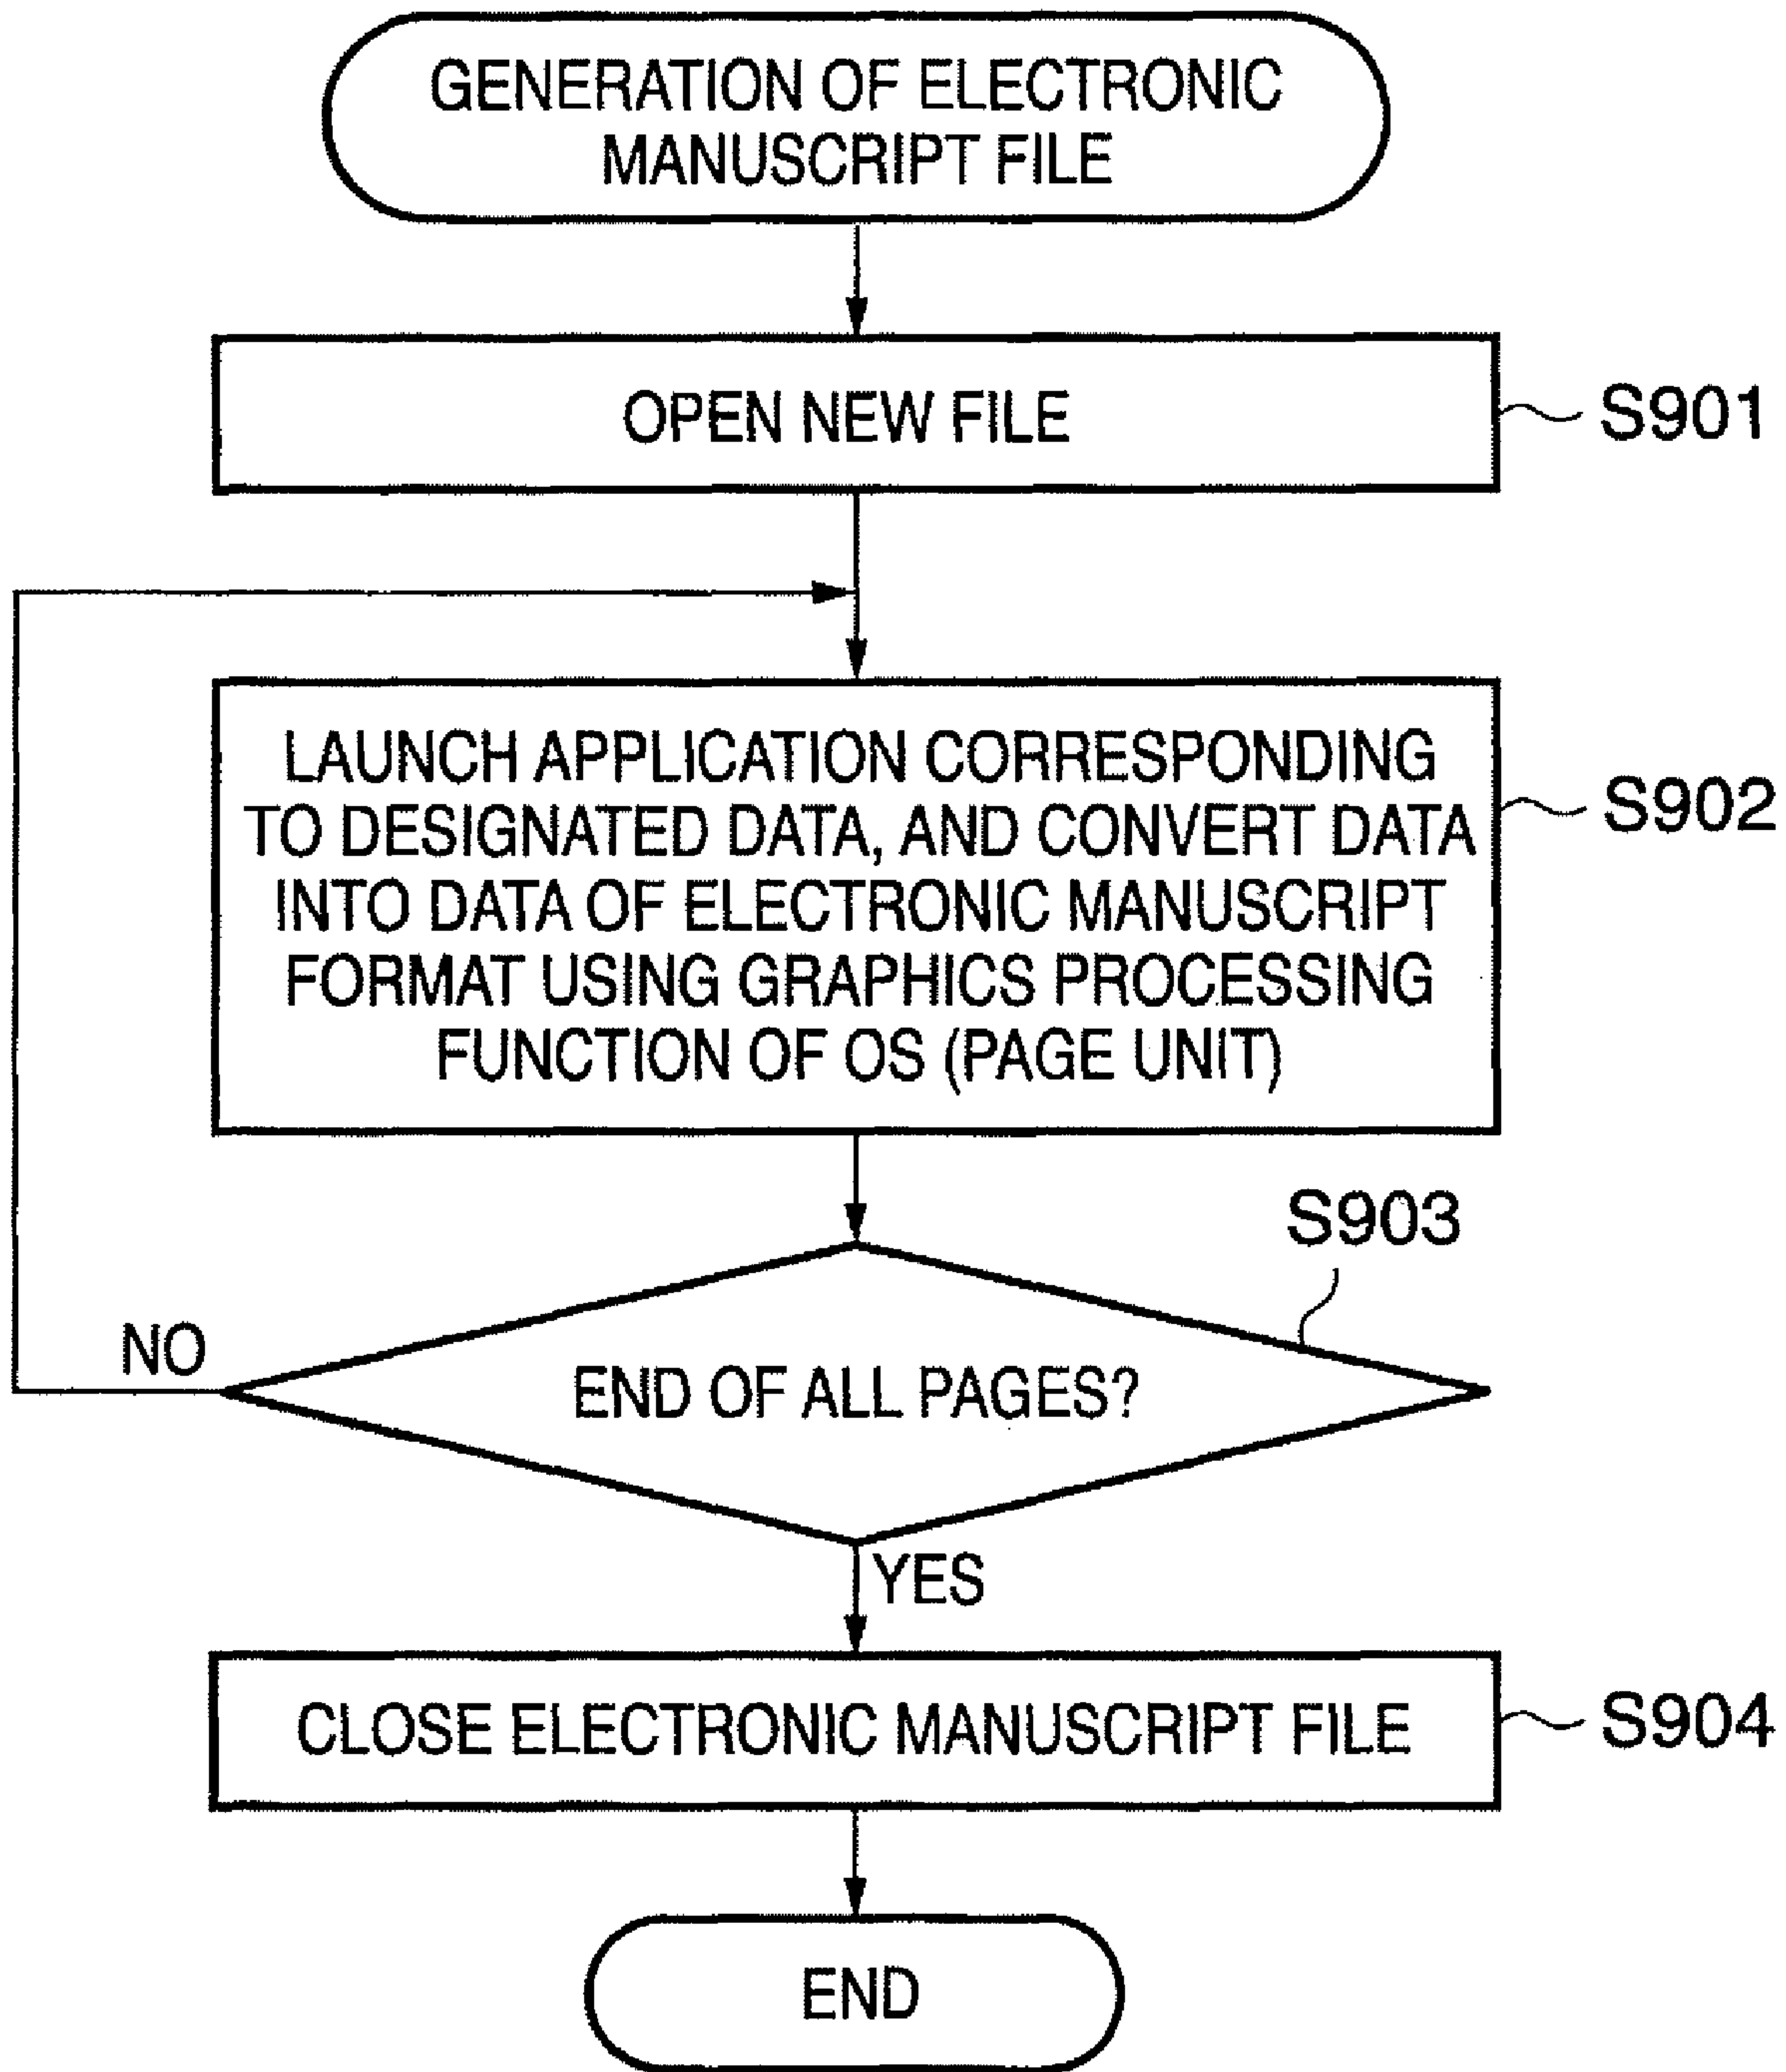 GENERATION OF ELECTRONIC
MANUSCRIPT FILE
OPEN NEW FILE
S901
LAUNCH APPLICATION CORRESPONDING
TO DESIGNATED DATA, AND CONVERT DATA
INTO DATA OF ELECTRONIC MANUSCRIPT
FORMAT USING GRAPHICS PROCESSING
FUNCTION OF OS (PAGE UNIT)
S902
S903
NO
END OF ALL PAGES?
YES
CLOSE ELECTRONIC MANUSCRIPT FILE
S904
END